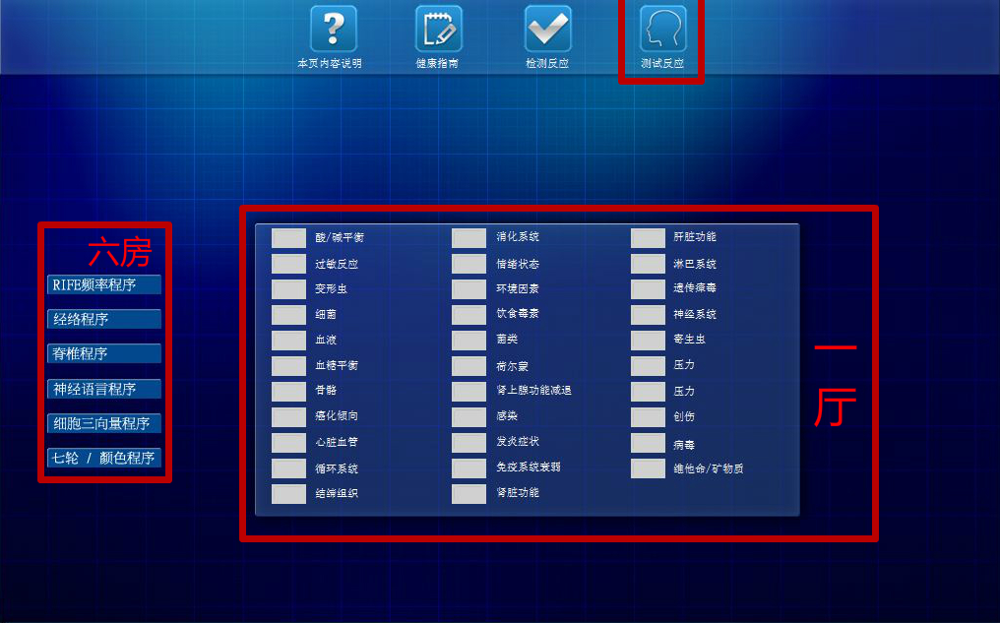 本页内容说明
健康指南
检测反应
测试反应
六房
RIFE频率程序
经络程序
脊椎程序
神经语言程序
细胞三向量程序
七轮 / 顏色程序
酸/碱平衡
过敏反应
变形虫
细菌
血液
血糖平衡
骨骼
癌化倾向
心脏血管
循环系统
结缔组织
消化系统
情绪状态
环境因素
饮食毒素
菌类
荷尔蒙
肾上腺功能减退
感染
发炎症状
免疫系统衰弱
肾脏功能
肝脏功能
淋巴系统
遗传瘴毒
神经系统
寄生虫
压力
压力
创伤
病毒
维他命/矿物质
一
厅